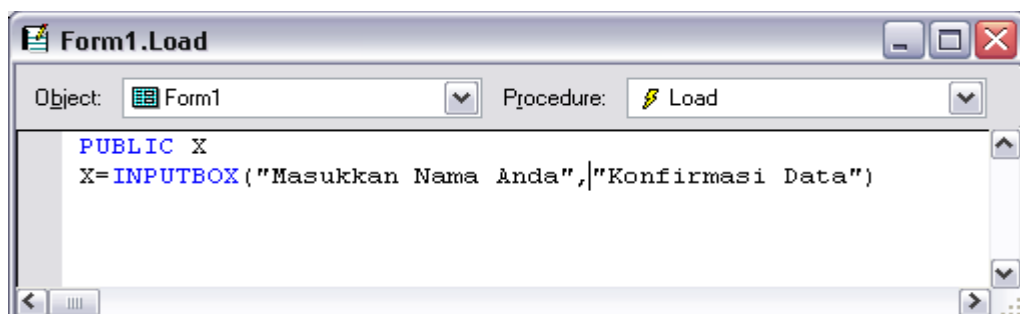 Form1.Load
Object: Form1 Procedure: Load
PUBLIC X
X=INPUTBOX("Masukkan Nama Anda","Konfirmasi Data")